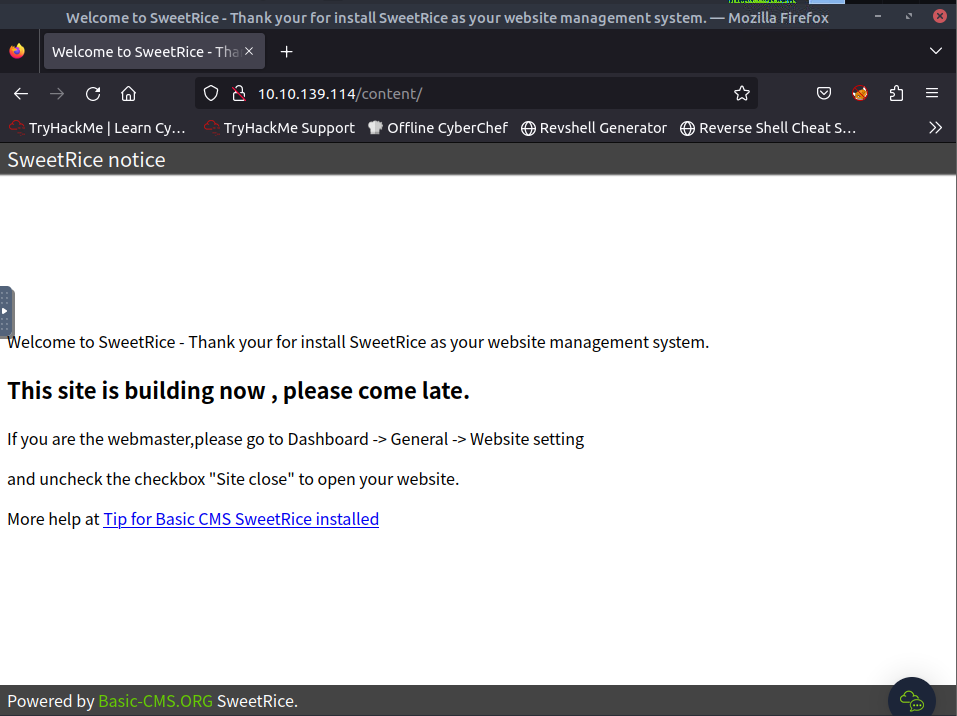 Welcome to SweetRice - Thank your for install SweetRice as your website management system. — Mozilla Firefox
Welcome to SweetRice - Tha
10.10.139.114/content/
TryHackMe | Learn Cy… TryHackMe Support Offline CyberChef Revshell Generator Reverse Shell Cheat S…
SweetRice notice
Welcome to SweetRice - Thank your for install SweetRice as your website management system.
This site is building now , please come late.
If you are the webmaster,please go to Dashboard -> General -> Website setting
and uncheck the checkbox "Site close" to open your website.
More help at Tip for Basic CMS SweetRice installed
Powered by Basic-CMS.ORG SweetRice.